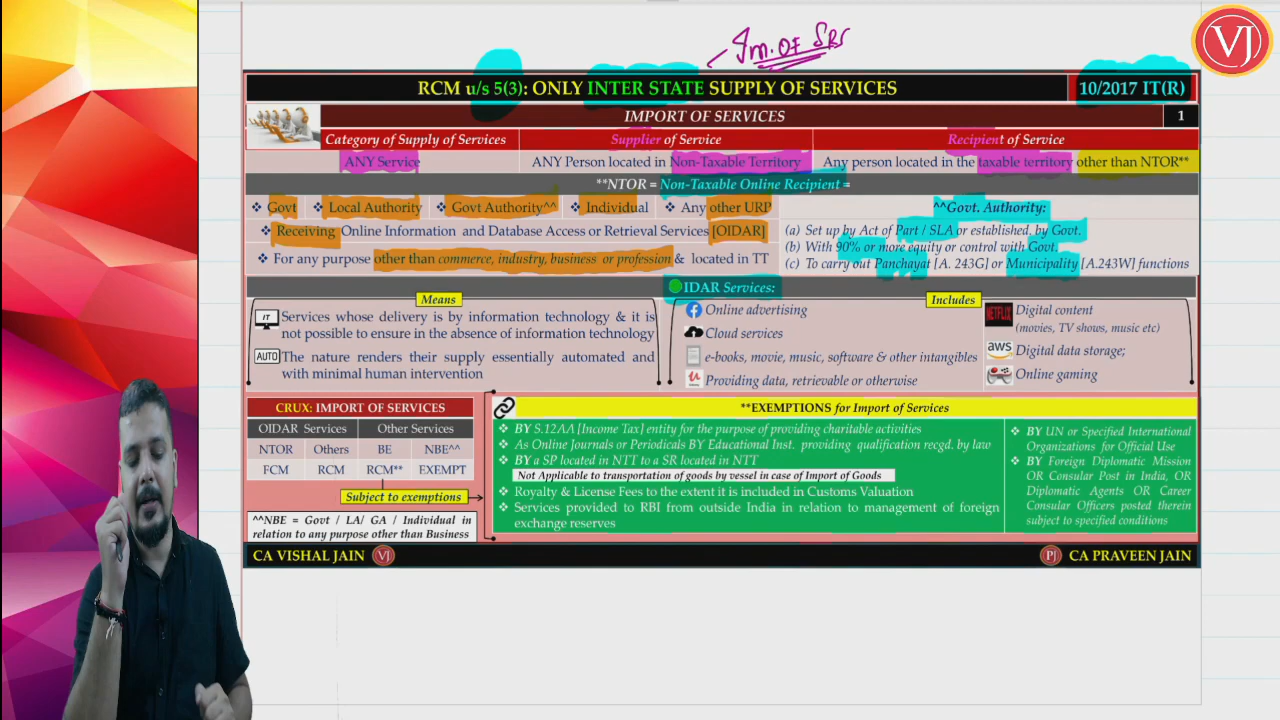 Im. OF SRS
VJ
RCM u/s 5(3): ONLY INTER STATE SUPPLY OF SERVICES
10/2017 IT(R)
IMPORT OF SERVICES
1
Category of Supply of Services
Supplier of Service
Recipient of Service
ANY Service
ANY Person located in Non-Taxable Territory
Any person located in the taxable territory other than NTOR**
**NTOR = Non-Taxable Online Recipient =
❖ Govt ❖ Local Authority ❖ Govt Authority^^ ❖ Individual ❖ Any other URP
❖ Receiving Online Information and Database Access or Retrieval Services [OIDAR]
❖ For any purpose other than commerce, industry, business or profession & located in TT
^^Govt. Authority:
(a) Set up by Act of Part / SLA or established. by Govt.
(b) With 90% or more equity or control with Govt.
(c) To carry out Panchayat [A. 243G] or Municipality [A.243W] functions
IDAR Services:
Means
IT
Services whose delivery is by information technology & it is
not possible to ensure in the absence of information technology
AUTO
The nature renders their supply essentially automated and
with minimal human intervention
Includes
Online advertising
Cloud services
e-books, movie, music, software & other intangibles
Providing data, retrievable or otherwise
NETFLIX
Digital content
(movies, TV shows, music etc)
aws
Digital data storage;
Online gaming
CRUX: IMPORT OF SERVICES
OIDAR Services
Other Services
NTOR
Others
BE
NBE^^
FCM
RCM
RCM**
EXEMPT
Subject to exemptions
^^NBE = Govt / LA/ GA / Individual in
relation to any purpose other than Business
**EXEMPTIONS for Import of Services
❖ BY S.12AA [Income Tax] entity for the purpose of providing charitable activities
❖ As Online Journals or Periodicals BY Educational Inst. providing qualification recgd. by law
❖ BY a SP located in NTT to a SR located in NTT
Not Applicable to transportation of goods by vessel in case of Import of Goods
❖ Royalty & License Fees to the extent it is included in Customs Valuation
❖ Services provided to RBI from outside India in relation to management of foreign
exchange reserves
❖ BY UN or Specified International
Organizations for Official Use
❖ BY Foreign Diplomatic Mission
OR Consular Post in India, OR
Diplomatic Agents OR Career
Consular Officers posted therein
subject to specified conditions
CA VISHAL JAIN VJ
PJ CA PRAVEEN JAIN